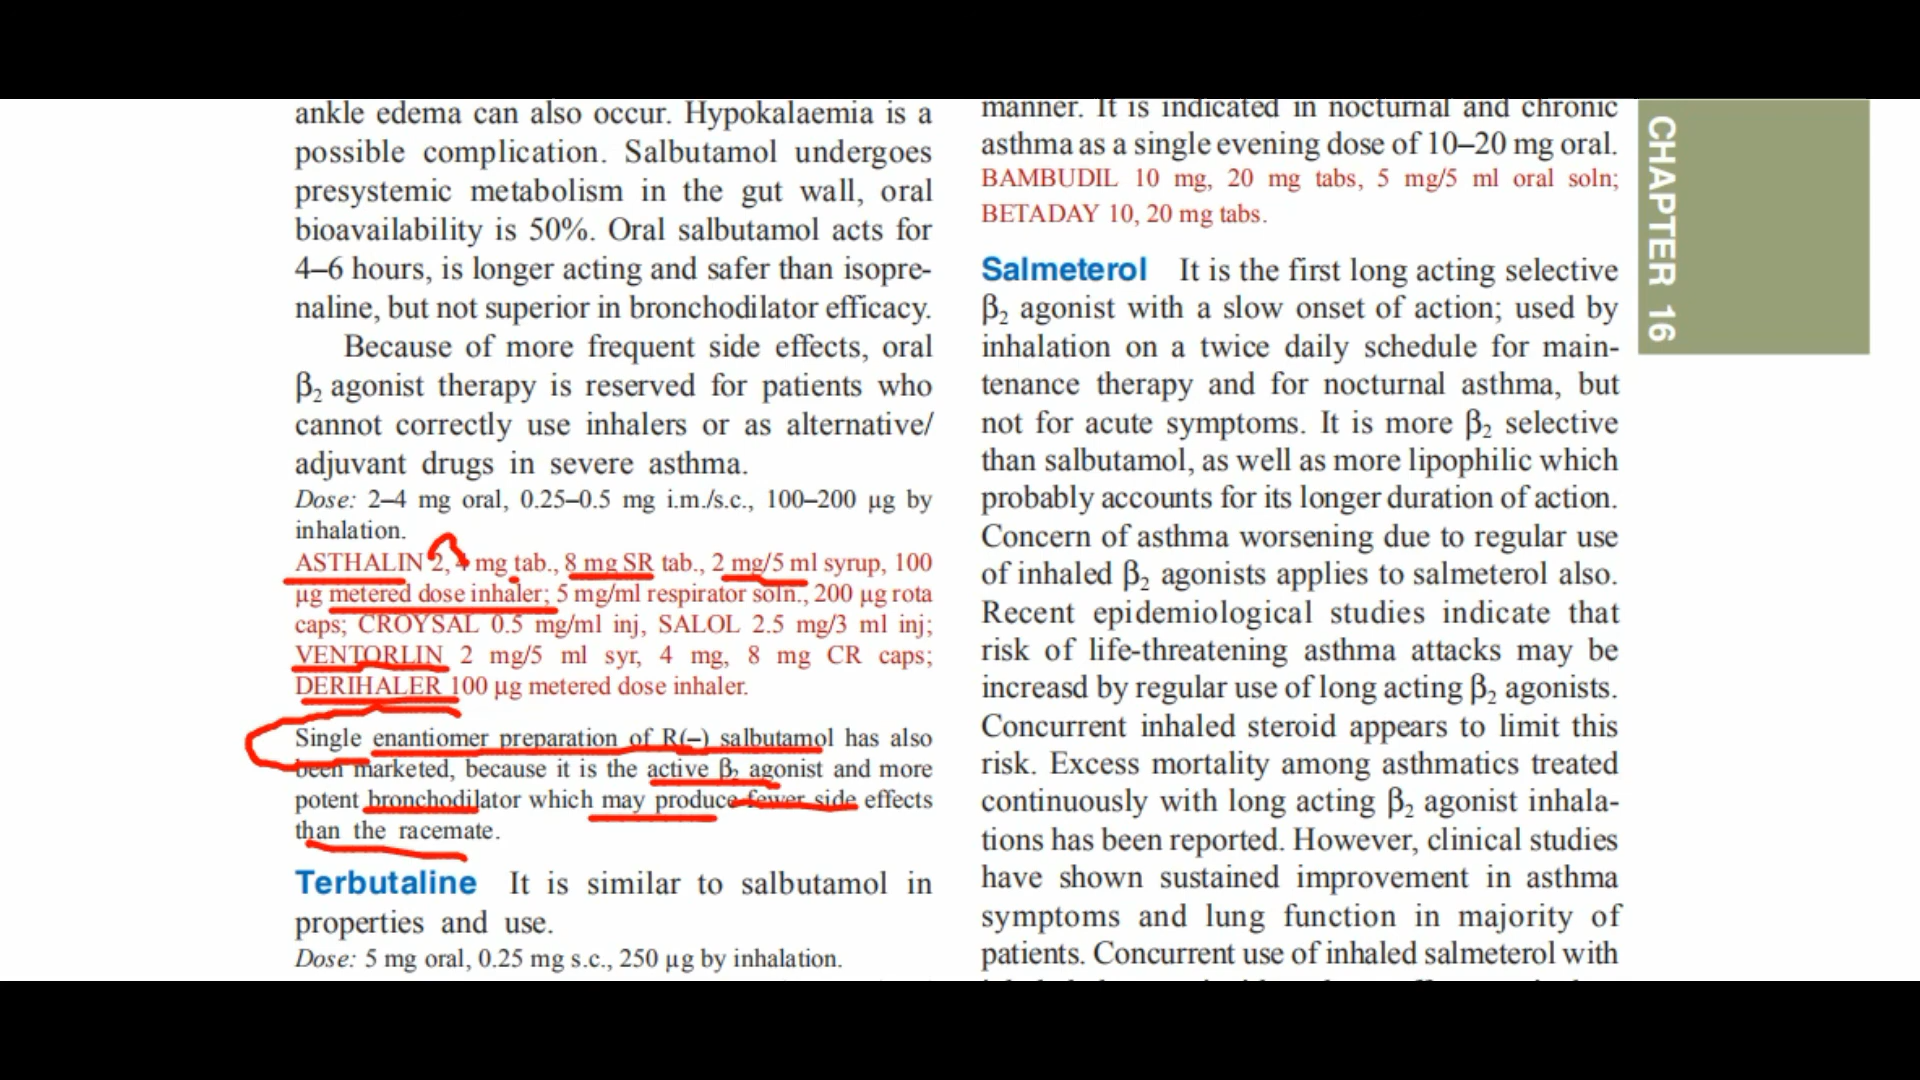 ankle edema can also occur. Hypokalaemia is a
possible complication. Salbutamol undergoes
presystemic metabolism in the gut wall, oral
bioavailability is 50%. Oral salbutamol acts for
4–6 hours, is longer acting and safer than isopre-
naline, but not superior in bronchodilator efficacy.
Because of more frequent side effects, oral
β₂ agonist therapy is reserved for patients who
cannot correctly use inhalers or as alternative/
adjuvant drugs in severe asthma.
Dose: 2–4 mg oral, 0.25–0.5 mg i.m./s.c., 100–200 µg by
inhalation.
ASTHALIN 2, 4 mg tab., 8 mg SR tab., 2 mg/5 ml syrup, 100
µg metered dose inhaler; 5 mg/ml respirator soln., 200 µg rota
caps; CROYSAL 0.5 mg/ml inj, SALOL 2.5 mg/3 ml inj;
VENTORLIN 2 mg/5 ml syr, 4 mg, 8 mg CR caps;
DERIHALER 100 µg metered dose inhaler.
Single enantiomer preparation of R(–) salbutamol has also
been marketed, because it is the active β₂ agonist and more
potent bronchodilator which may produce fewer side effects
than the racemate.
Terbutaline It is similar to salbutamol in
properties and use.
Dose: 5 mg oral, 0.25 mg s.c., 250 µg by inhalation.
manner. It is indicated in nocturnal and chronic
asthma as a single evening dose of 10–20 mg oral.
BAMBUDIL 10 mg, 20 mg tabs, 5 mg/5 ml oral soln;
BETADAY 10, 20 mg tabs.
Salmeterol It is the first long acting selective
β₂ agonist with a slow onset of action; used by
inhalation on a twice daily schedule for main-
tenance therapy and for nocturnal asthma, but
not for acute symptoms. It is more β₂ selective
than salbutamol, as well as more lipophilic which
probably accounts for its longer duration of action.
Concern of asthma worsening due to regular use
of inhaled β₂ agonists applies to salmeterol also.
Recent epidemiological studies indicate that
risk of life-threatening asthma attacks may be
increasd by regular use of long acting β₂ agonists.
Concurrent inhaled steroid appears to limit this
risk. Excess mortality among asthmatics treated
continuously with long acting β₂ agonist inhala-
tions has been reported. However, clinical studies
have shown sustained improvement in asthma
symptoms and lung function in majority of
patients. Concurrent use of inhaled salmeterol with
CHAPTER 16